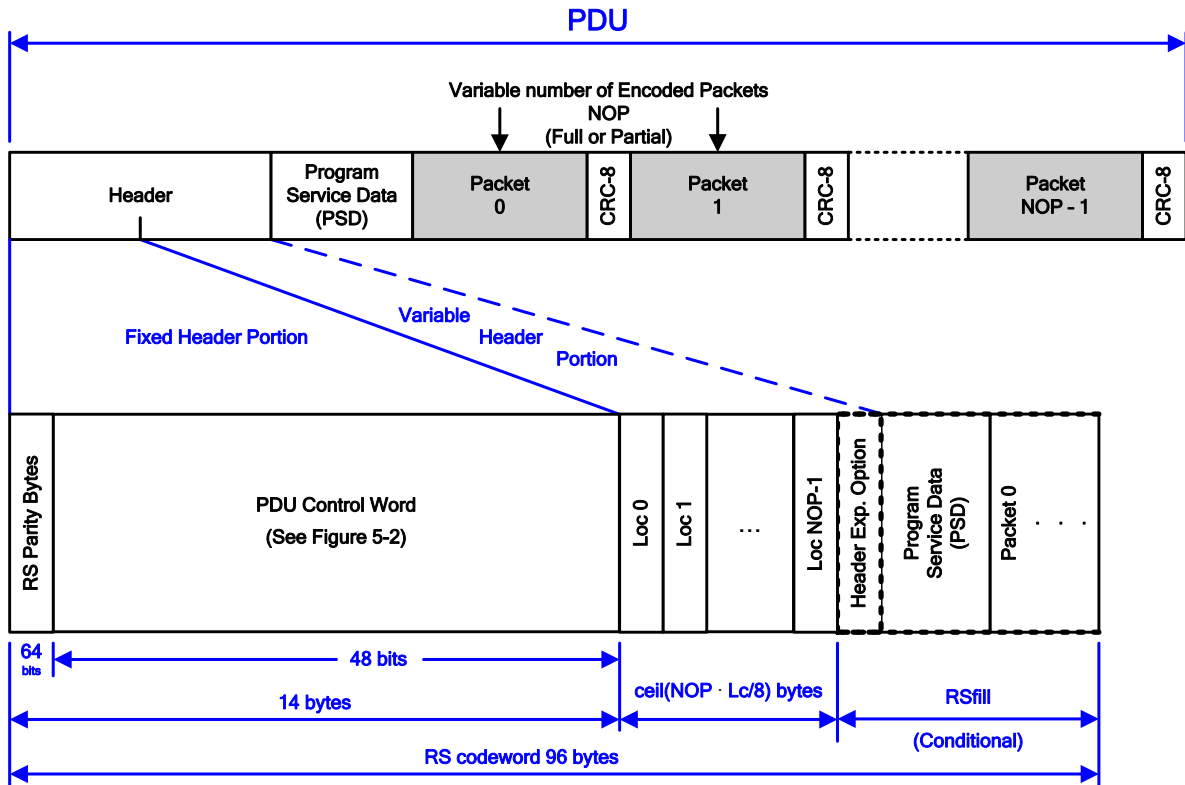 PDU
Variable number of Encoded Packets
NOP
(Full or Partial)
Header
Program
Service Data
(PSD)
Packet
0
CRC-8
Packet
1
CRC-8
Packet
NOP - 1
CRC-8
Fixed Header Portion
Variable
Header
Portion
RS Parity Bytes
PDU Control Word
(See Figure 5-2)
Loc 0
Loc 1
...
Loc NOP-1
Header Exp. Option
Program
Service Data
(PSD)
Packet 0
. . .
64
bits
48 bits
14 bytes
ceil(NOP · Lc/8) bytes
RSfill
(Conditional)
RS codeword 96 bytes